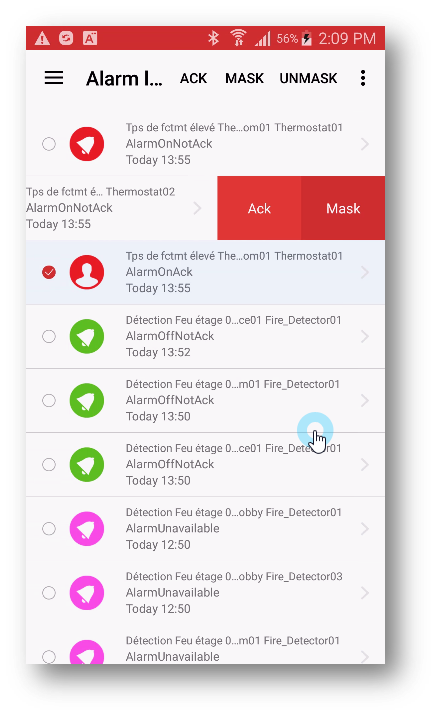 56% 2:09 PM
Alarm l... ACK MASK UNMASK
Tps de fctmt élevé The...om01 Thermostat01
AlarmOnNotAck
Today 13:55
Tps de fctmt é... Thermostat02
AlarmOnNotAck
Today 13:55
Ack Mask
Tps de fctmt élevé The...om01 Thermostat01
AlarmOnAck
Today 13:55
Détection Feu étage 0...ce01 Fire_Detector01
AlarmOffNotAck
Today 13:52
Détection Feu étage 0...m01 Fire_Detector01
AlarmOffNotAck
Today 13:50
Détection Feu étage 0...ce01 Fire_Detector01
AlarmOffNotAck
Today 13:50
Détection Feu étage 0...obby Fire_Detector01
AlarmUnavailable
Today 12:50
Détection Feu étage 0...obby Fire_Detector03
AlarmUnavailable
Today 12:50
Détection Feu étage 0...m01 Fire_Detector01
AlarmUnavailable